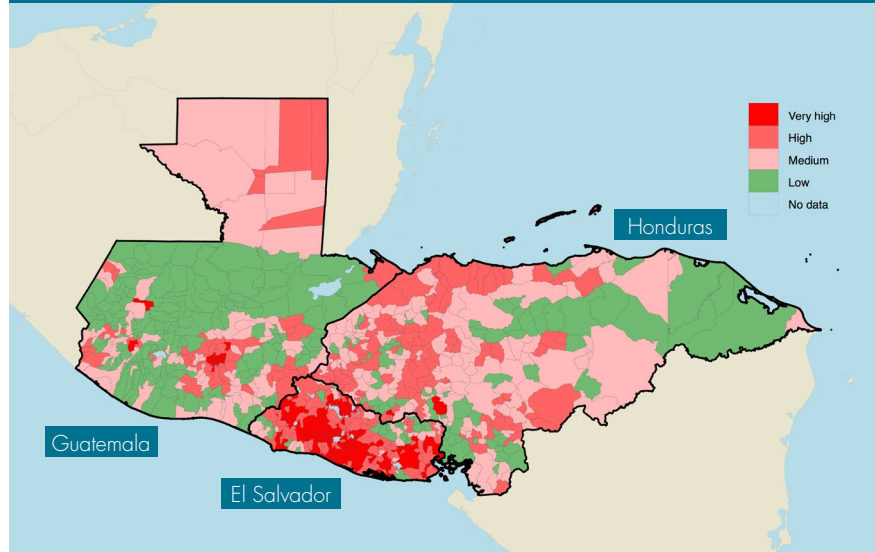 Very high
High
Medium
Low
No data
Honduras
Guatemala
El Salvador